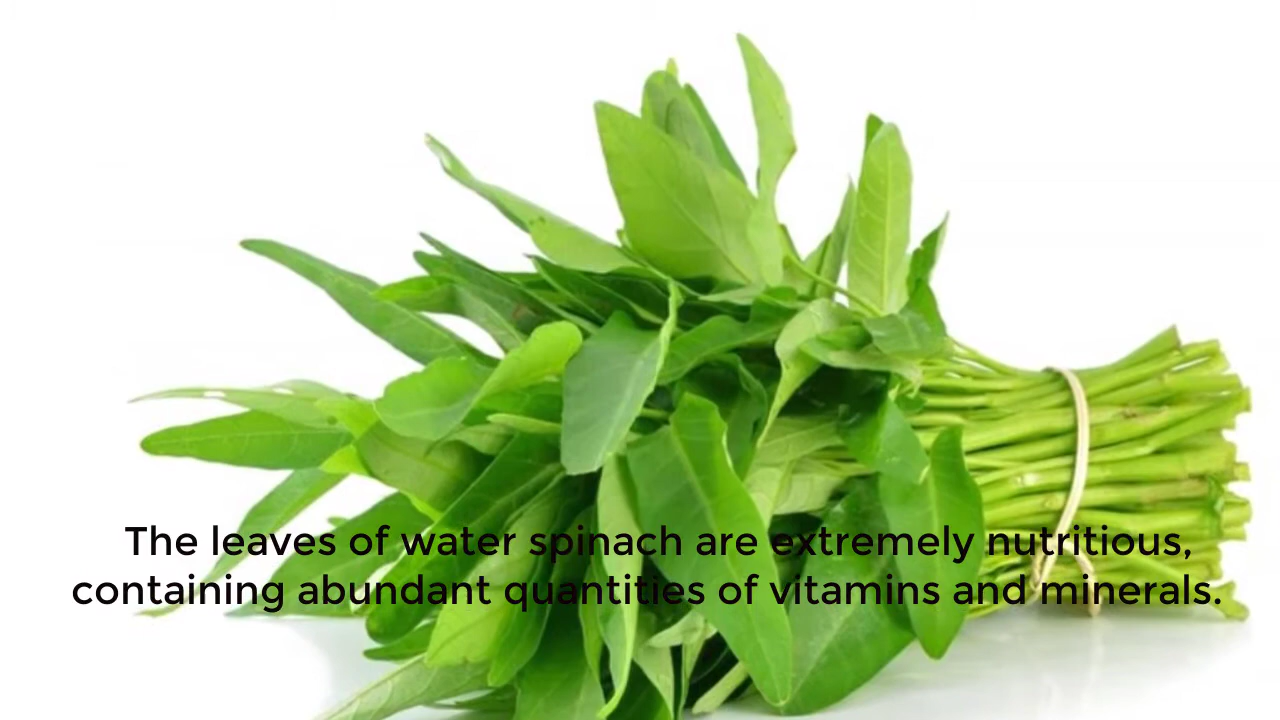 The leaves of water spinach are extremely nutritious,
containing abundant quantities of vitamins and minerals.